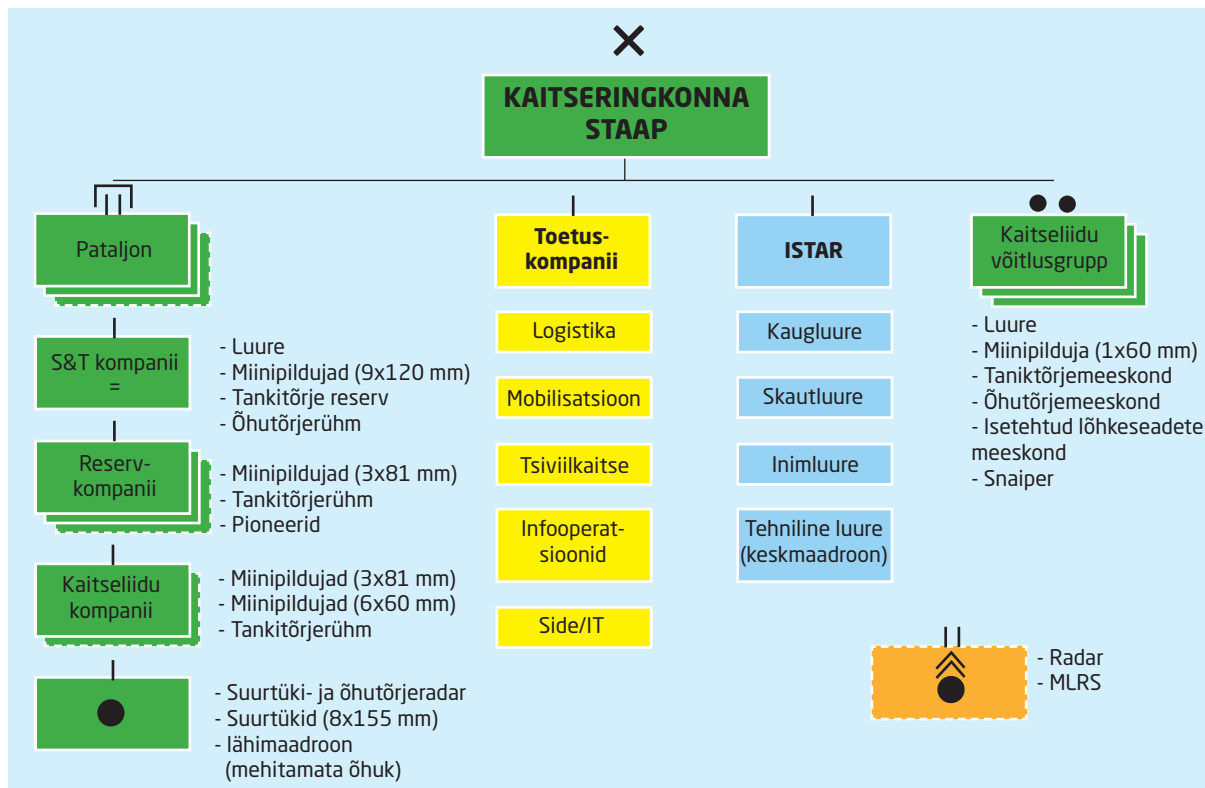 KAITSERINGKONNA
STAAP
Pataljon
S&T kompanii
=
- Luure
- Miinipildujad (9x120 mm)
- Tankitõrje reserv
- Õhutõrjerühm
Reserv-
kompanii
- Miinipildujad (3x81 mm)
- Tankitõrjerühm
- Pioneerid
Kaitseliidu
kompanii
- Miinipildujad (3x81 mm)
- Miinipildujad (6x60 mm)
- Tankitõrjerühm
- Suurtüki- ja õhutõrjeradar
- Suurtükid (8x155 mm)
- lähimaadroon
(mehitamata õhuk)
Toetus-
kompanii
Logistika
Mobilisatsioon
Tsiviilkaitse
Infooperat-
sioonid
Side/IT
ISTAR
Kaugluure
Skautluure
Inimluure
Tehniline luure
(keskmaadroon)
Kaitseliidu
võitlusgrupp
- Luure
- Miinipilduja (1x60 mm)
- Taniktõrjemeeskond
- Õhutõrjemeeskond
- Isetehtud lõhkeseadete
meeskond
- Snaiper
- Radar
- MLRS